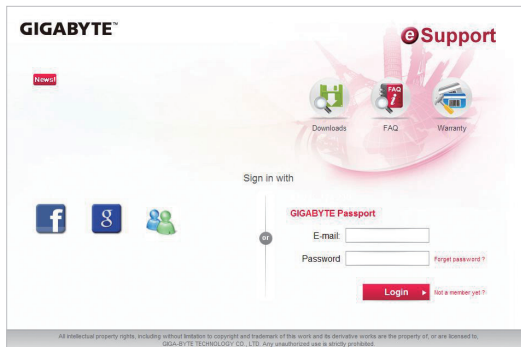 GIGABYTE™
eSupport
News!
FAQ
Downloads
FAQ
Warranty
Sign in with
GIGABYTE Passport
or
E-mail:
Password
Forget password ?
Login
Not a member yet ?
All intellectual property rights, including without limitation to copyright and trademark of this work and its derivative works are the property of, or are licensed to,
GIGA-BYTE TECHNOLOGY CO., LTD. Any unauthorized use is strictly prohibited.